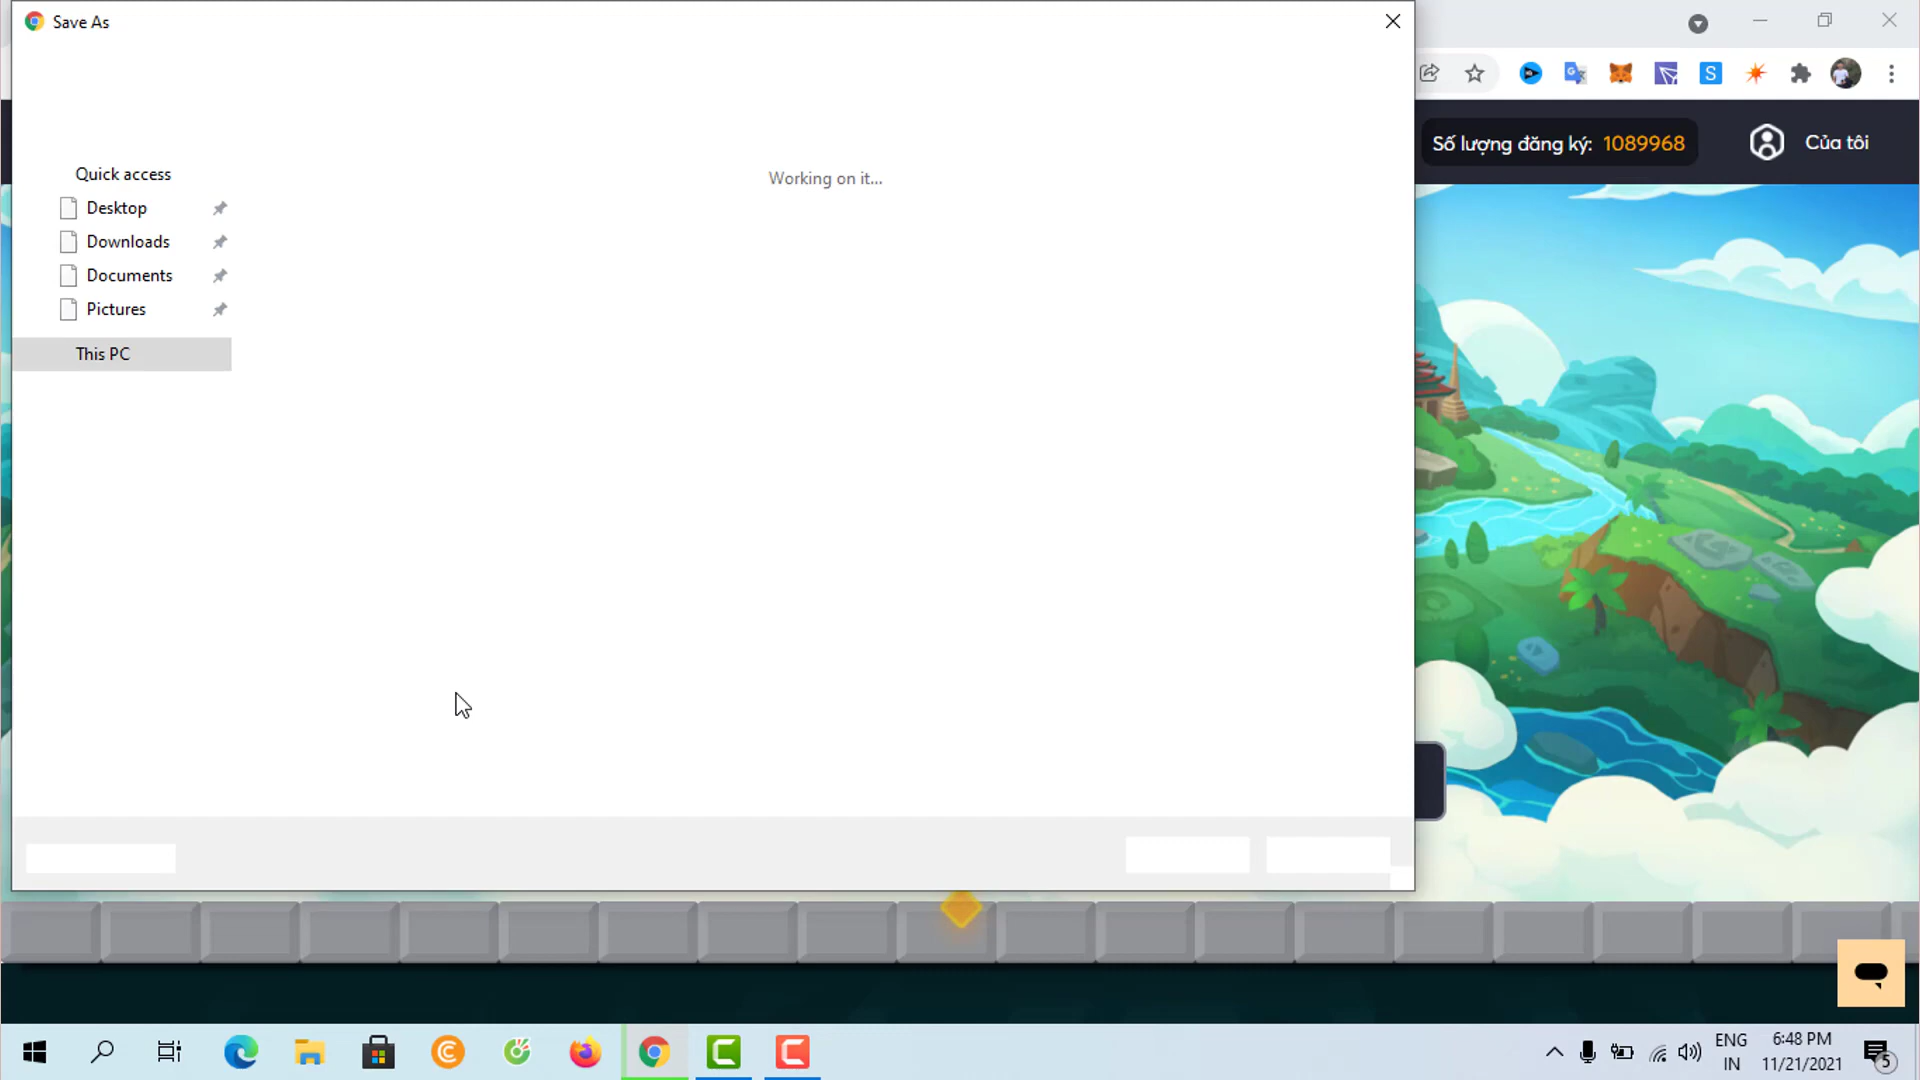 Save As
Quick access
Desktop
Downloads
Documents
Pictures
This PC
Working on it...
Số lượng đăng ký: 1089968
Của tôi
ENG
IN
6:48 PM
11/21/2021
5